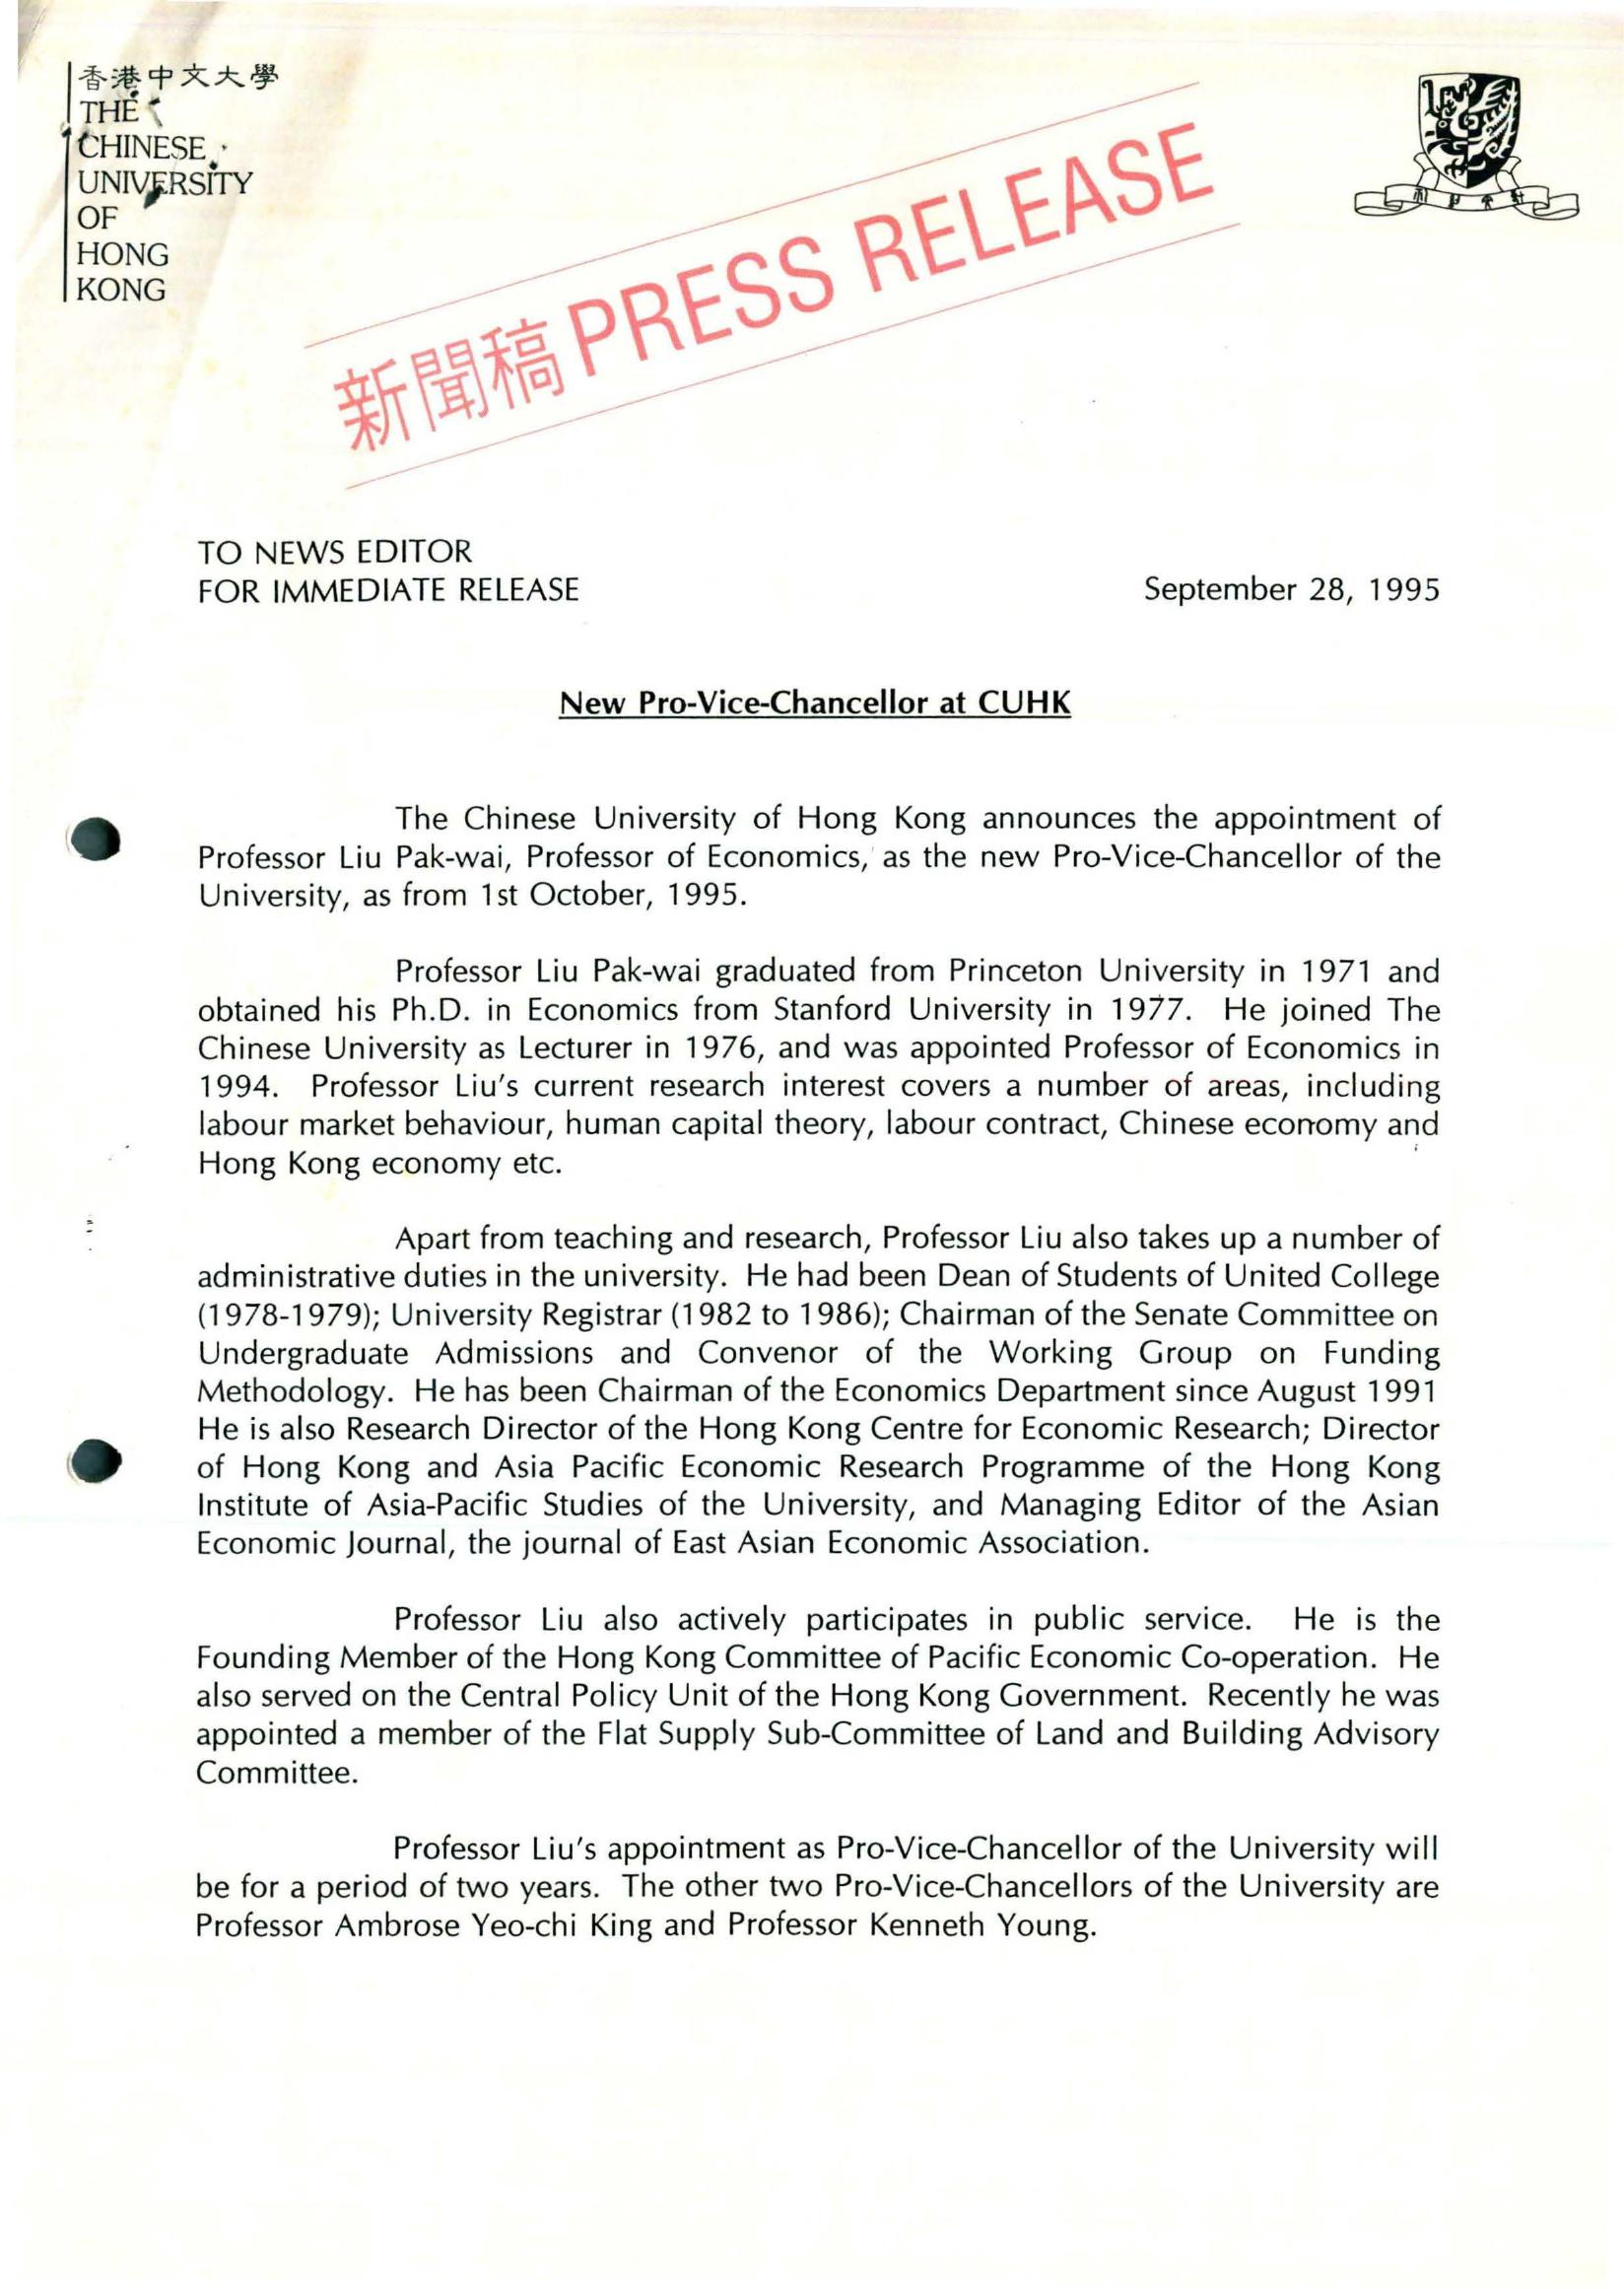 香港中文大學
THE
CHINESE
UNIVERSITY
OF
HONG
KONG
新聞稿 PRESS RELEASE
TO NEWS EDITOR
FOR IMMEDIATE RELEASE
September 28, 1995
New Pro-Vice-Chancellor at CUHK
The Chinese University of Hong Kong announces the appointment of
Professor Liu Pak-wai, Professor of Economics, as the new Pro-Vice-Chancellor of the
University, as from 1st October, 1995.
Professor Liu Pak-wai graduated from Princeton University in 1971 and
obtained his Ph.D. in Economics from Stanford University in 1977. He joined The
Chinese University as Lecturer in 1976, and was appointed Professor of Economics in
1994. Professor Liu's current research interest covers a number of areas, including
labour market behaviour, human capital theory, labour contract, Chinese economy and
Hong Kong economy etc.
Apart from teaching and research, Professor Liu also takes up a number of
administrative duties in the university. He had been Dean of Students of United College
(1978-1979); University Registrar (1982 to 1986); Chairman of the Senate Committee on
Undergraduate Admissions and Convenor of the Working Group on Funding
Methodology. He has been Chairman of the Economics Department since August 1991
He is also Research Director of the Hong Kong Centre for Economic Research; Director
of Hong Kong and Asia Pacific Economic Research Programme of the Hong Kong
Institute of Asia-Pacific Studies of the University, and Managing Editor of the Asian
Economic Journal, the journal of East Asian Economic Association.
Professor Liu also actively participates in public service. He is the
Founding Member of the Hong Kong Committee of Pacific Economic Co-operation. He
also served on the Central Policy Unit of the Hong Kong Government. Recently he was
appointed a member of the Flat Supply Sub-Committee of Land and Building Advisory
Committee.
Professor Liu's appointment as Pro-Vice-Chancellor of the University will
be for a period of two years. The other two Pro-Vice-Chancellors of the University are
Professor Ambrose Yeo-chi King and Professor Kenneth Young.